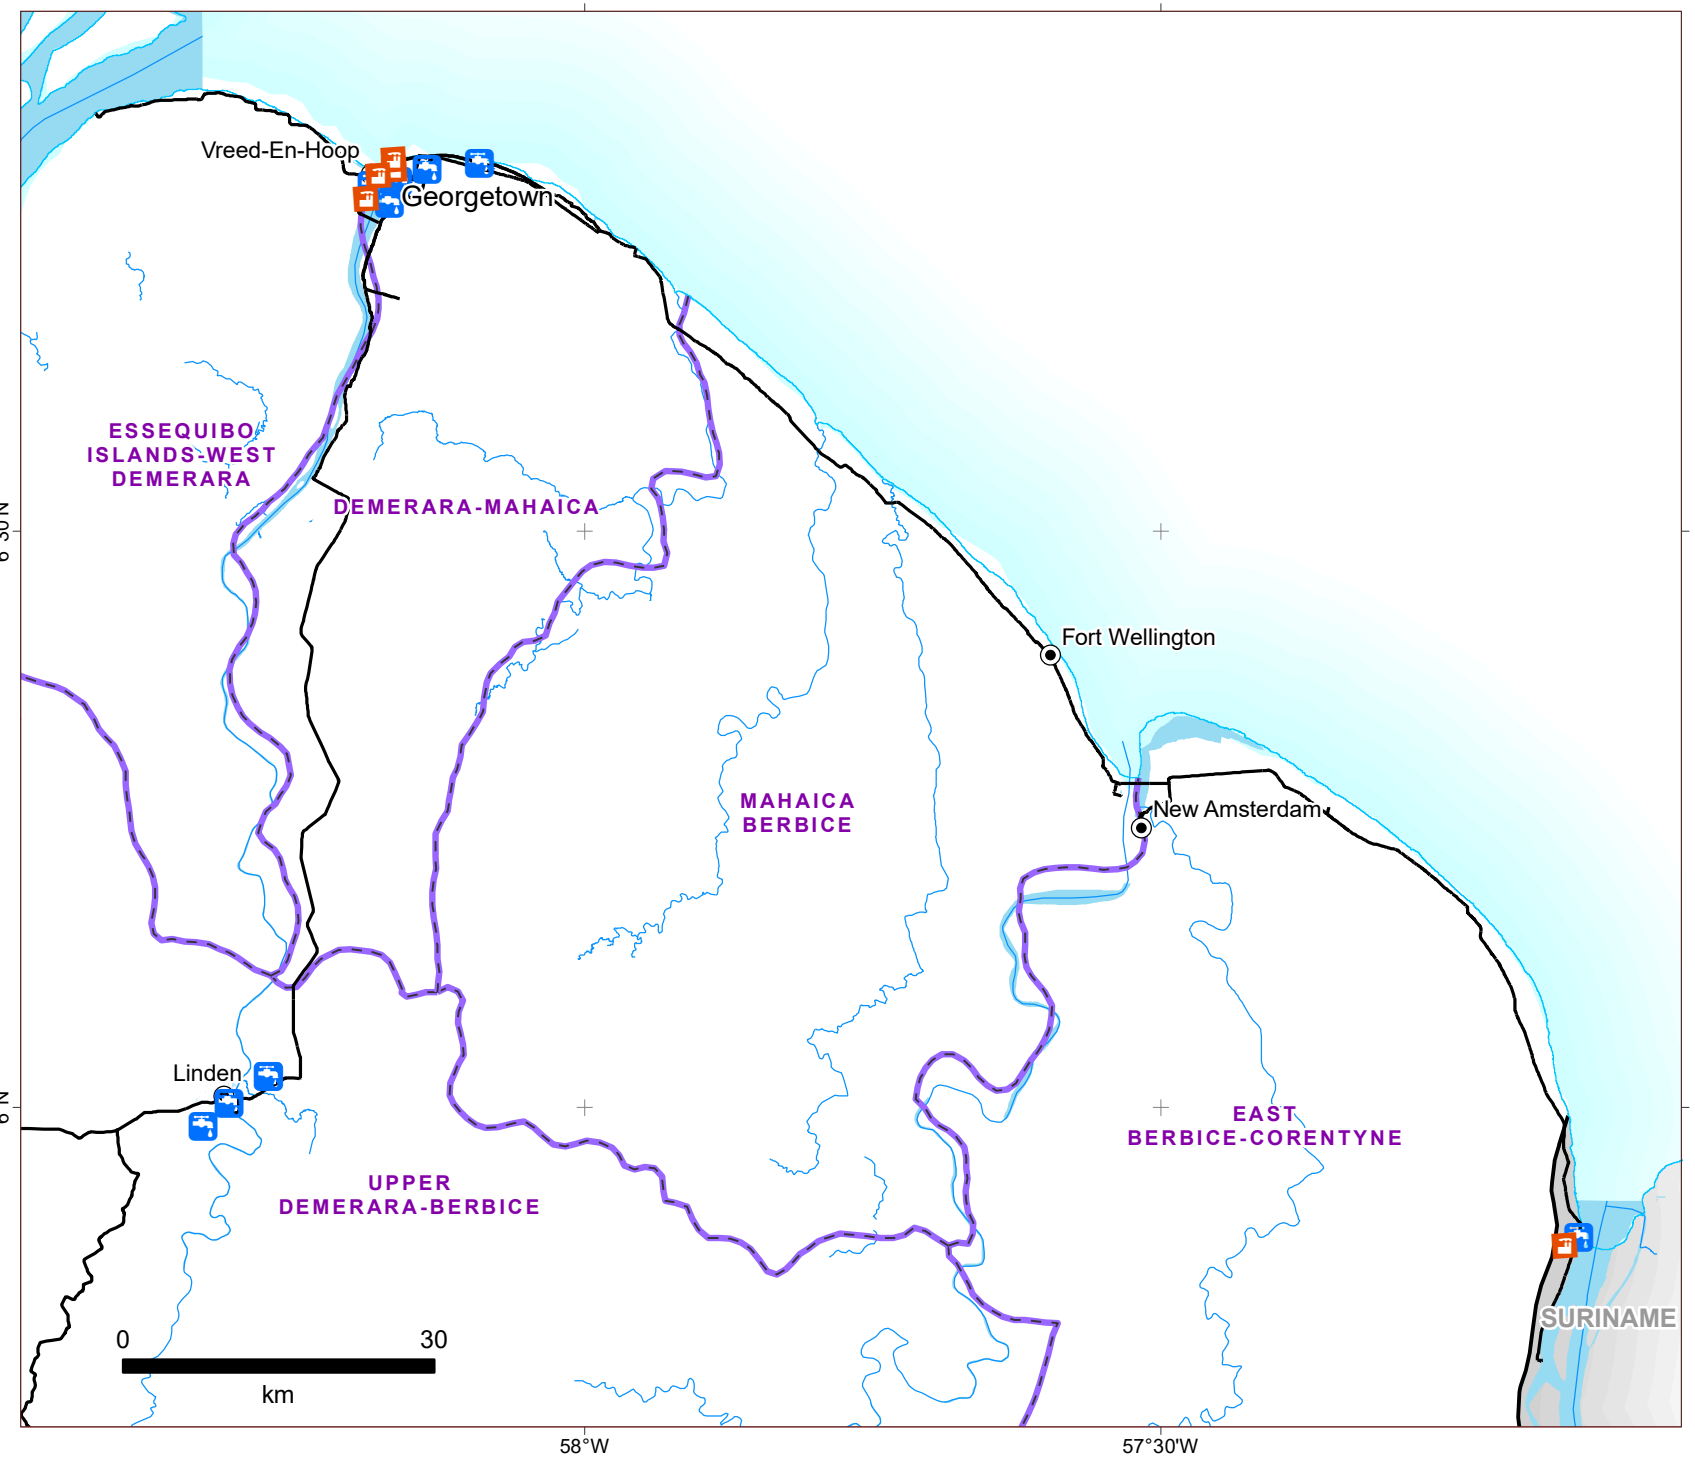 Vreed-En-Hoop
Georgetown
ESSEQUIBO
ISLANDS-WEST
DEMERARA
DEMERARA-MAHAICA
Fort Wellington
MAHAICA
BERBICE
New Amsterdam
Linden
EAST
BERBICE-CORENTYNE
UPPER
DEMERARA-BERBICE
SURINAME
0 30
km
58°W
57°30'W